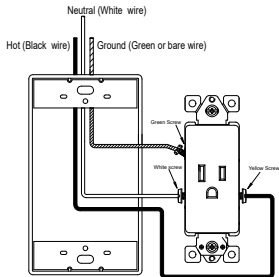 Neutral (White wire)
Hot (Black wire)
Ground (Green or bare wire)
Green Screw
White screw
Yellow Screw